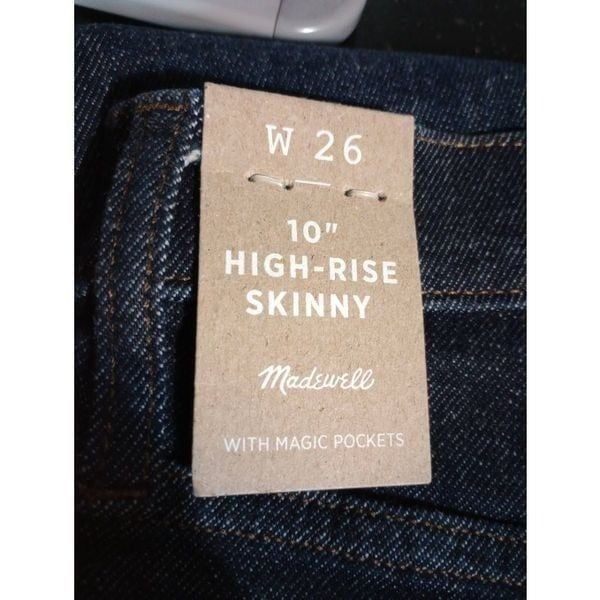 W 26
10"
HIGH-RISE
SKINNY
Madewell
WITH MAGIC POCKETS